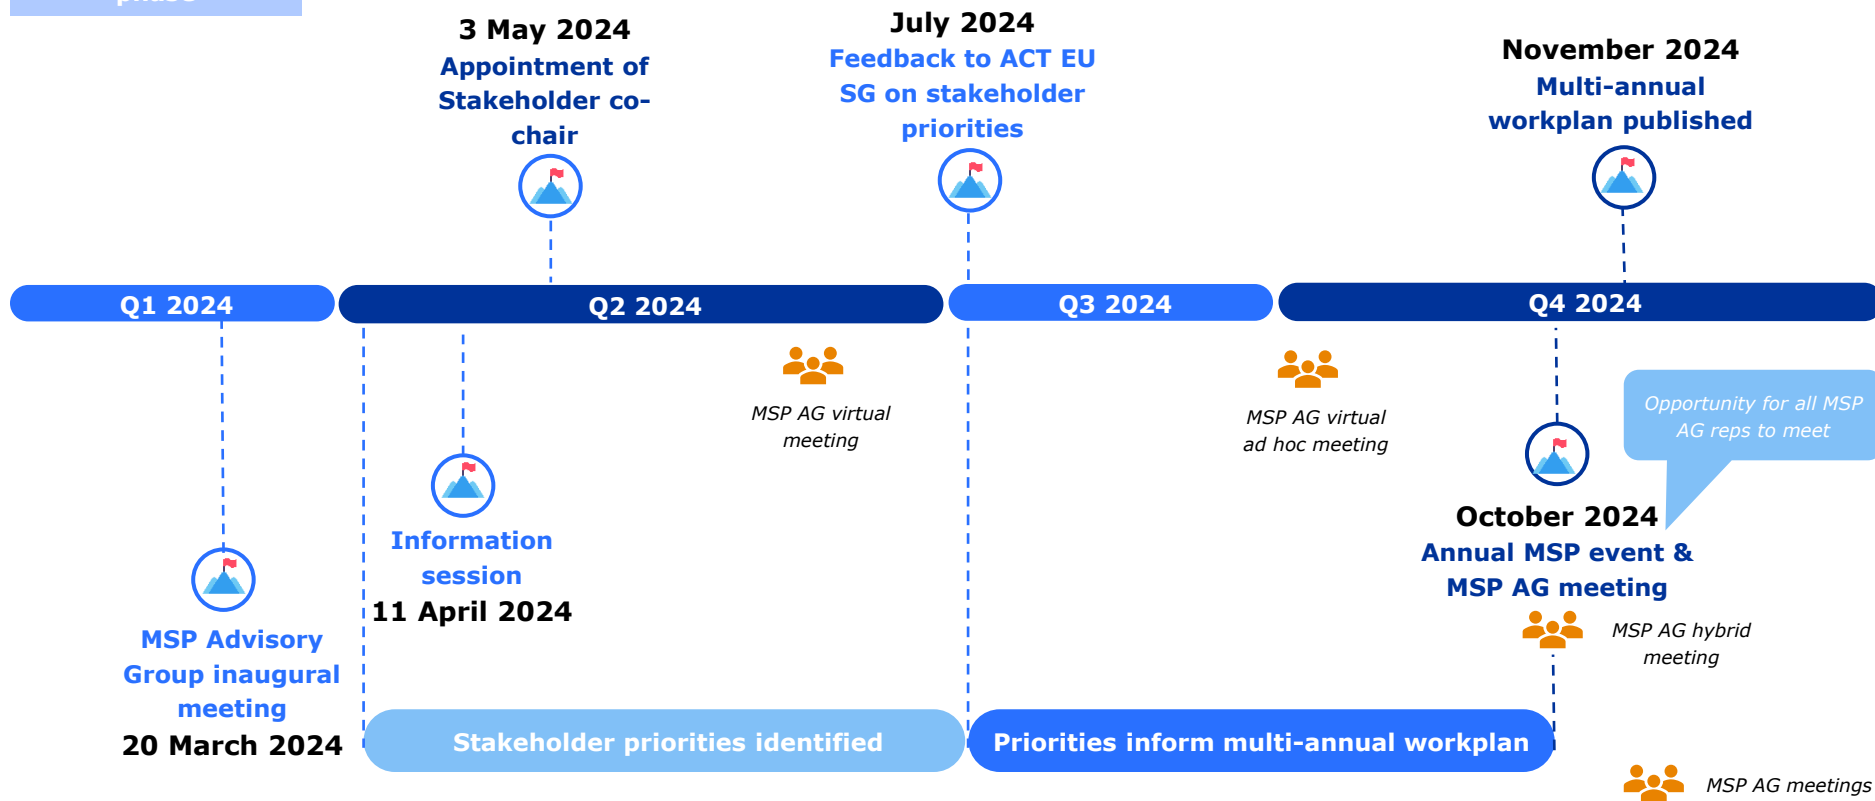 phase
3 May 2024
Appointment of
Stakeholder co-
chair
July 2024
Feedback to ACT EU
SG on stakeholder
priorities
November 2024
Multi-annual
workplan published
Q1 2024
Q2 2024
Q3 2024
Q4 2024
MSP AG virtual
meeting
MSP AG virtual
ad hoc meeting
Opportunity for all MSP
AG reps to meet
Information
session
11 April 2024
October 2024
Annual MSP event &
MSP AG meeting
MSP AG hybrid
meeting
MSP Advisory
Group inaugural
meeting
20 March 2024
Stakeholder priorities identified
Priorities inform multi-annual workplan
MSP AG meetings